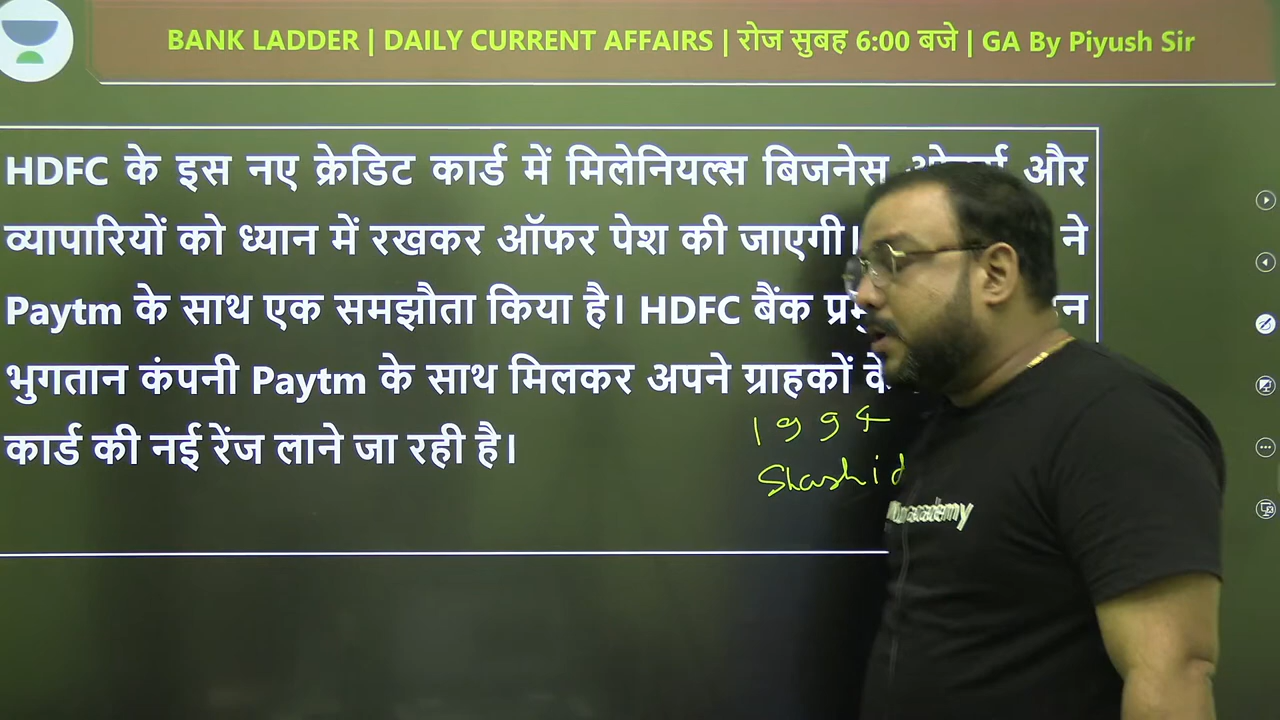 BANK LADDER | DAILY CURRENT AFFAIRS | रोज सुबह 6:00 बजे | GA By Piyush Sir
HDFC के इस नए क्रेडिट कार्ड में मिलेनियल्स बिजनेस और
व्यापारियों को ध्यान में रखकर ऑफर पेश की जाएगी। ने
Paytm के साथ एक समझौता किया है। HDFC बैंक
भुगतान कंपनी Paytm के साथ मिलकर अपने ग्राहकों
कार्ड की नई रेंज लाने जा रही है।
1994
Shashid